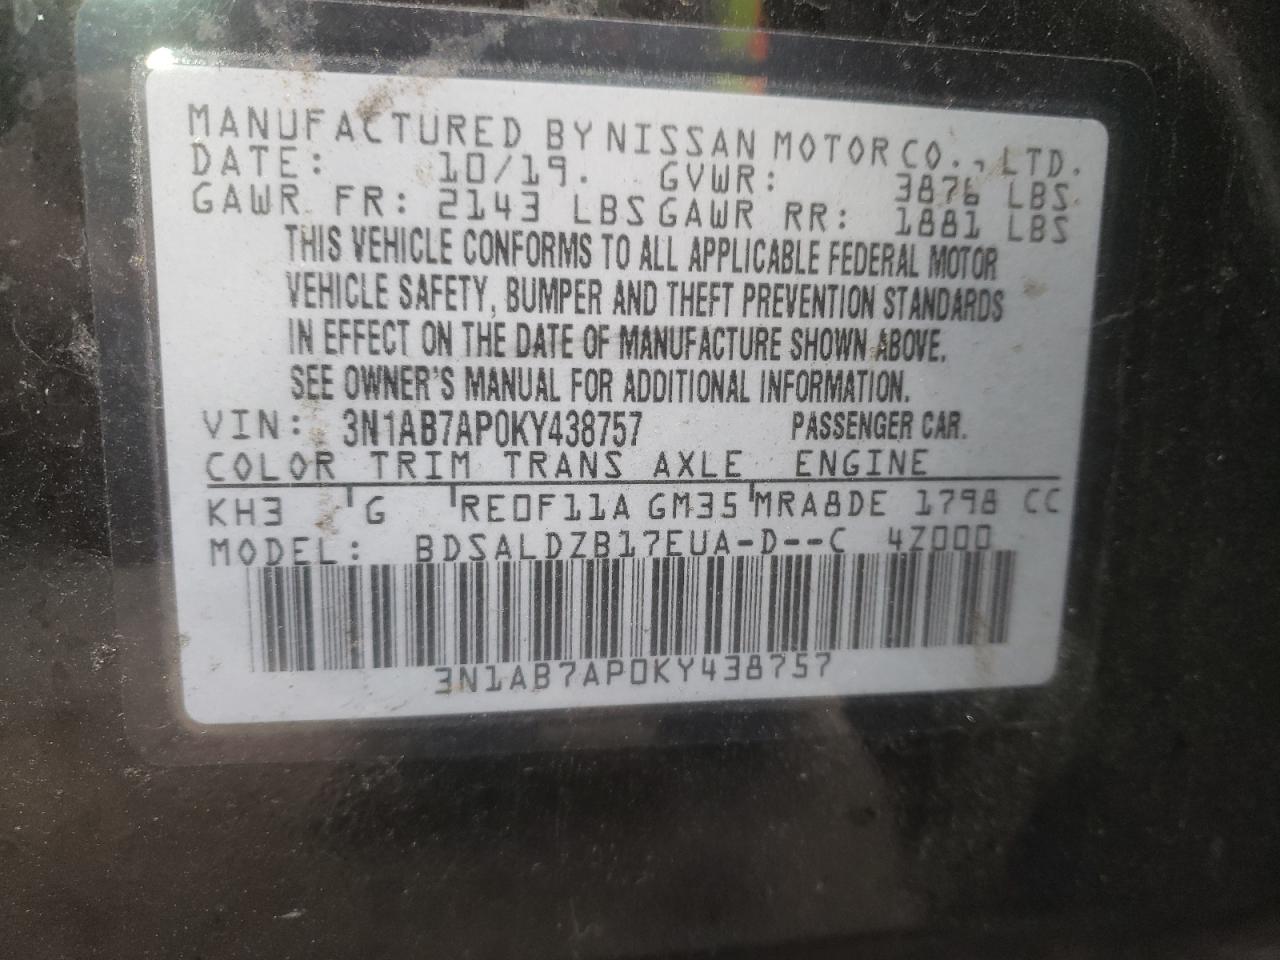 MANUFACTURED BY NISSAN MOTOR CO., LTD.
DATE: 10/19. GVWR: 3876 LBS.
GAWR FR: 2143 LBS GAWR RR: 1881 LBS
THIS VEHICLE CONFORMS TO ALL APPLICABLE FEDERAL MOTOR
VEHICLE SAFETY, BUMPER AND THEFT PREVENTION STANDARDS
IN EFFECT ON THE DATE OF MANUFACTURE SHOWN ABOVE.
SEE OWNER'S MANUAL FOR ADDITIONAL INFORMATION.
VIN: 3N1AB7AP0KY438757 PASSENGER CAR.
COLOR TRIM TRANS AXLE ENGINE
KH3 G RE0F11A GM35 MRA8DE 1798 CC
MODEL: BDSALDZB17EUA-D--C 4Z000
3N1AB7AP0KY438757